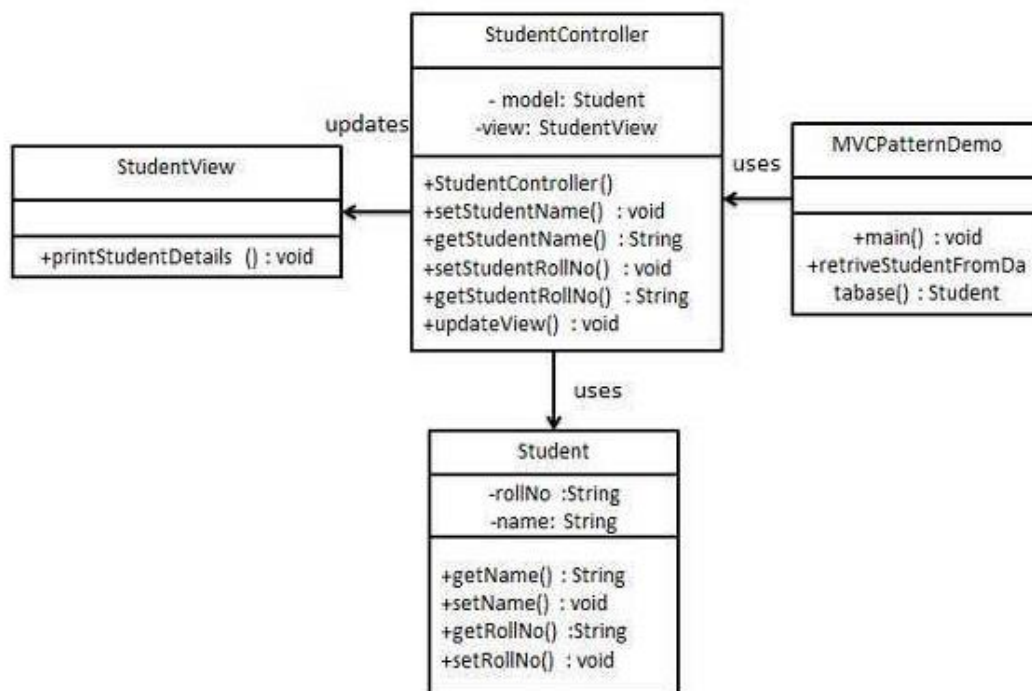 StudentController
- model: Student
-view: StudentView
+StudentController()
+setStudentName() : void
+getStudentName() : String
+setStudentRollNo() : void
+getStudentRollNo() : String
+updateView() : void
updates
StudentView
+printStudentDetails () : void
uses
MVCPatternDemo
+main() : void
+retriveStudentFromDa
tabase() : Student
uses
Student
-rollNo :String
-name: String
+getName() : String
+setName() : void
+getRollNo() :String
+setRollNo() : void